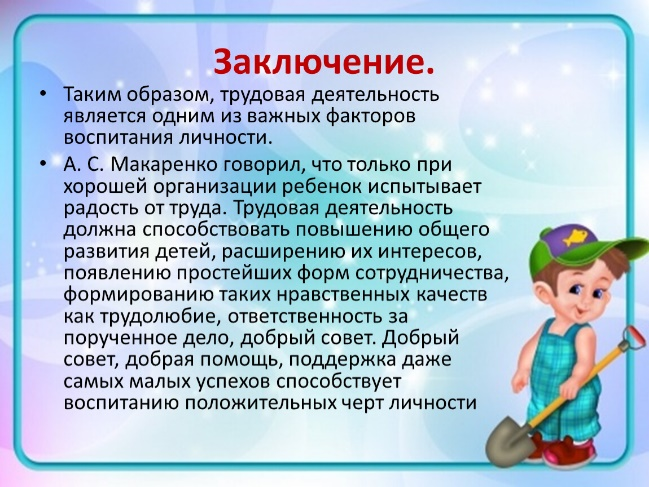 Заключение.
• Таким образом, трудовая деятельность
является одним из важных факторов
воспитания личности.
• А. С. Макаренко говорил, что только при
хорошей организации ребенок испытывает
радость от труда. Трудовая деятельность
должна способствовать повышению общего
развития детей, расширению их интересов,
появлению простейших форм сотрудничества,
формированию таких нравственных качеств
как трудолюбие, ответственность за
порученное дело, добрый совет. Добрый
совет, добрая помощь, поддержка даже
самых малых успехов способствует
воспитанию положительных черт личности